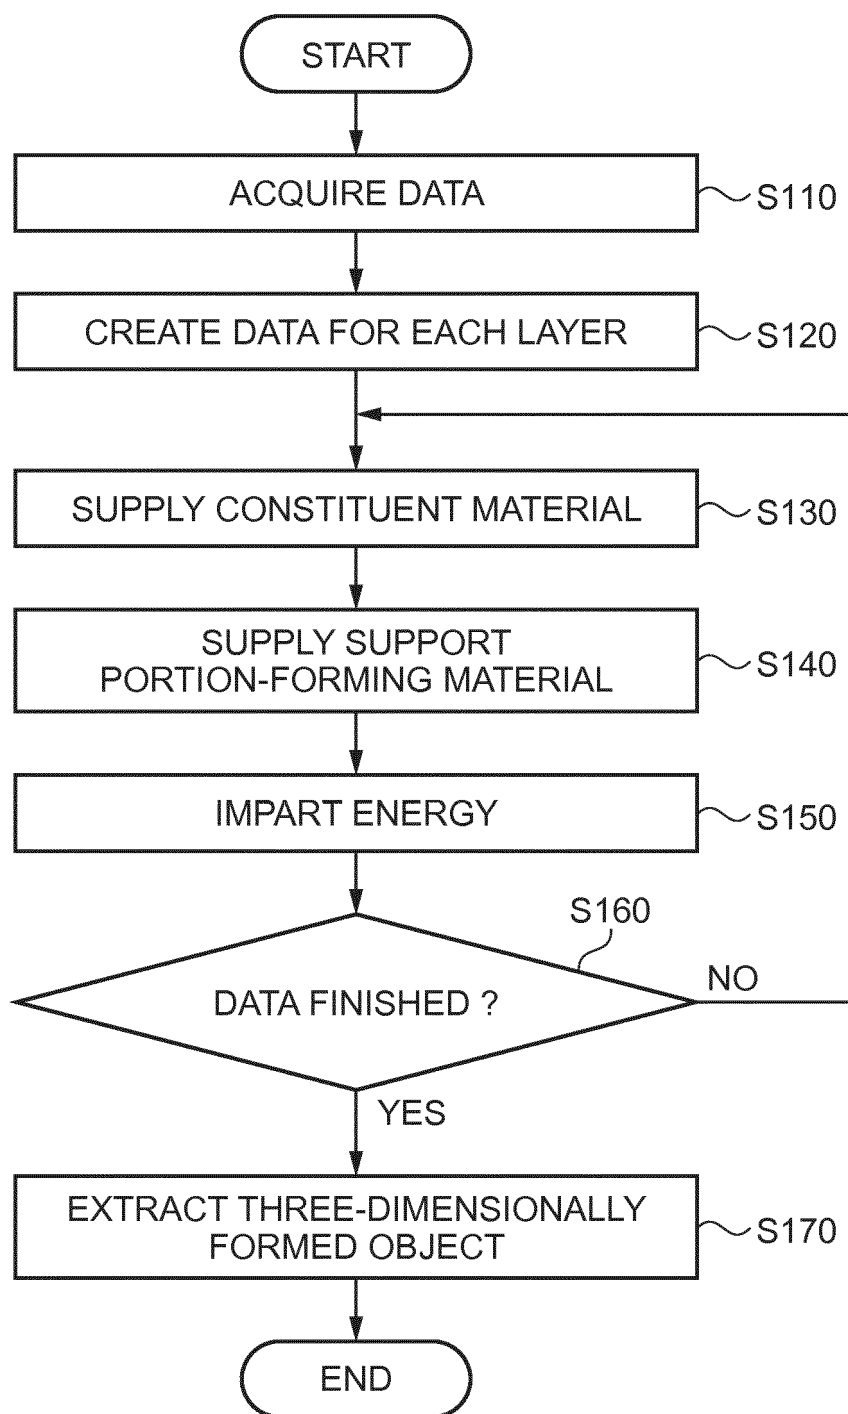 START
ACQUIRE DATA
S110
CREATE DATA FOR EACH LAYER
S120
SUPPLY CONSTITUENT MATERIAL
S130
SUPPLY SUPPORT
PORTION-FORMING MATERIAL
S140
IMPART ENERGY
S150
S160
DATA FINISHED ?
NO
YES
EXTRACT THREE-DIMENSIONALLY
FORMED OBJECT
S170
END